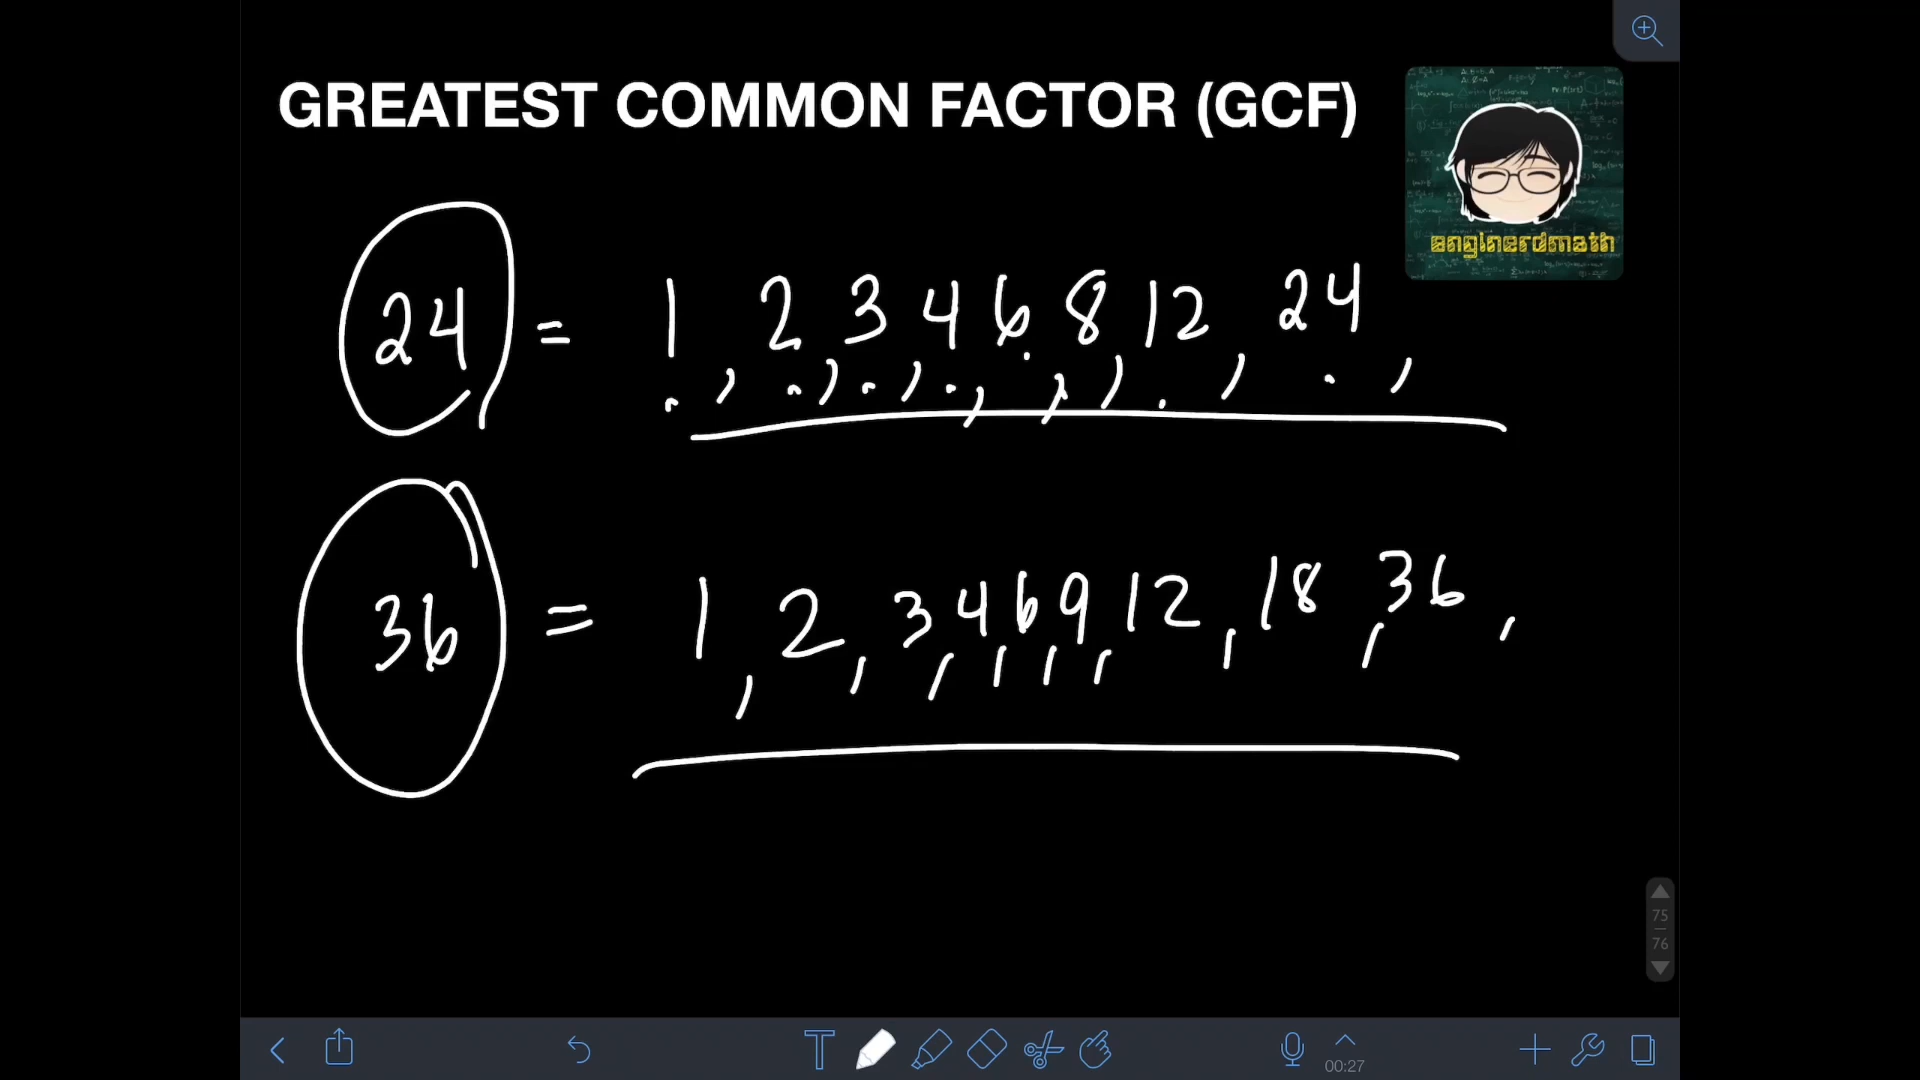 GREATEST COMMON FACTOR (GCF)
enginerdmath
24 = 1, 2, 3, 4, 6, 8, 12, 24,
36 = 1, 2, 3, 4, 6, 9, 12, 18, 36,
75
76
T
00:27